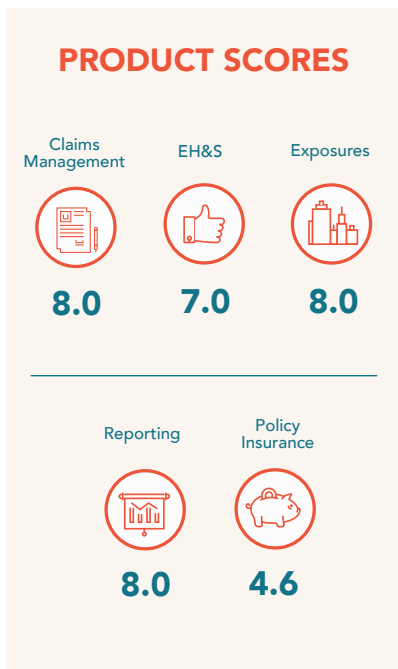 PRODUCT SCORES
Claims
Management
EH&S
Exposures
8.0
7.0
8.0
Reporting
Policy
Insurance
8.0
4.6